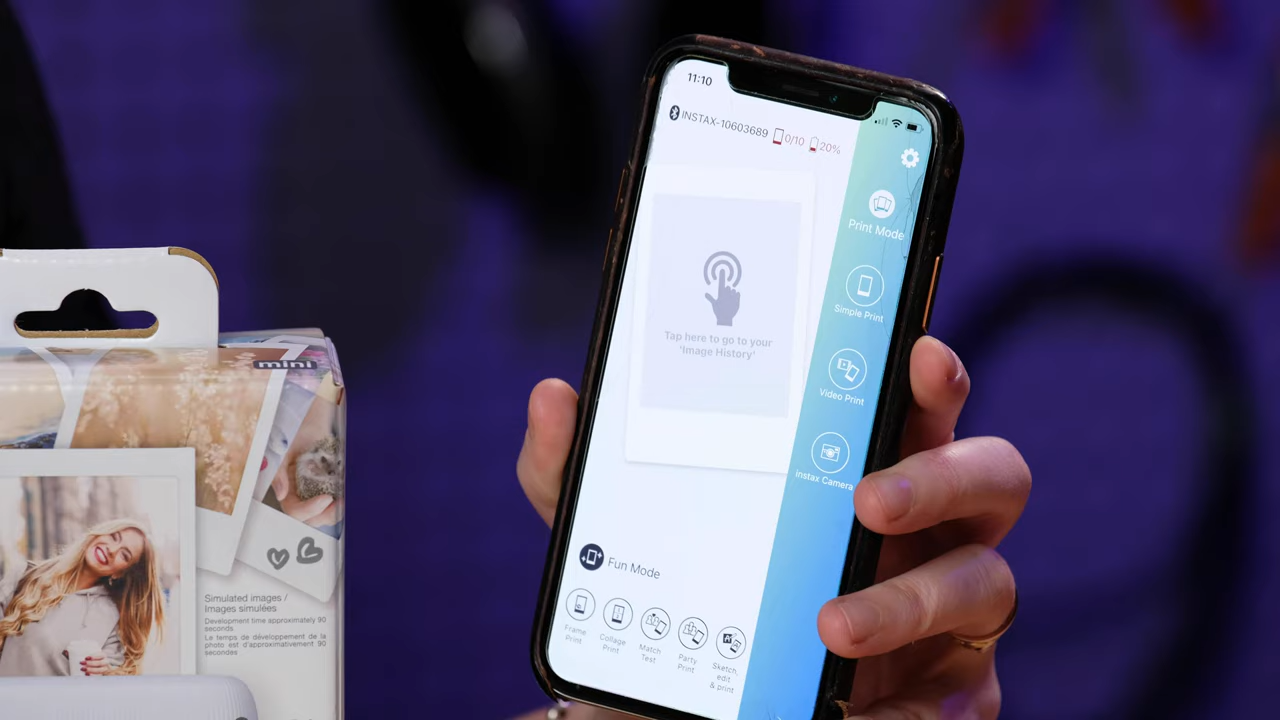 11:10
INSTAX-10603689 0/10 20%
Print Mode
Tap here to go to your
'Image History'
Simple Print
Video Print
Instax Camera
Fun Mode
Frame
Print
Collage
Print
Match
Test
Party
Print
Sketch,
edit
& print
mini
Simulated images /
Images simulées
Development time approximately 90
seconds
Le temps de développement de la
photo est d'approximativement 90
secondes